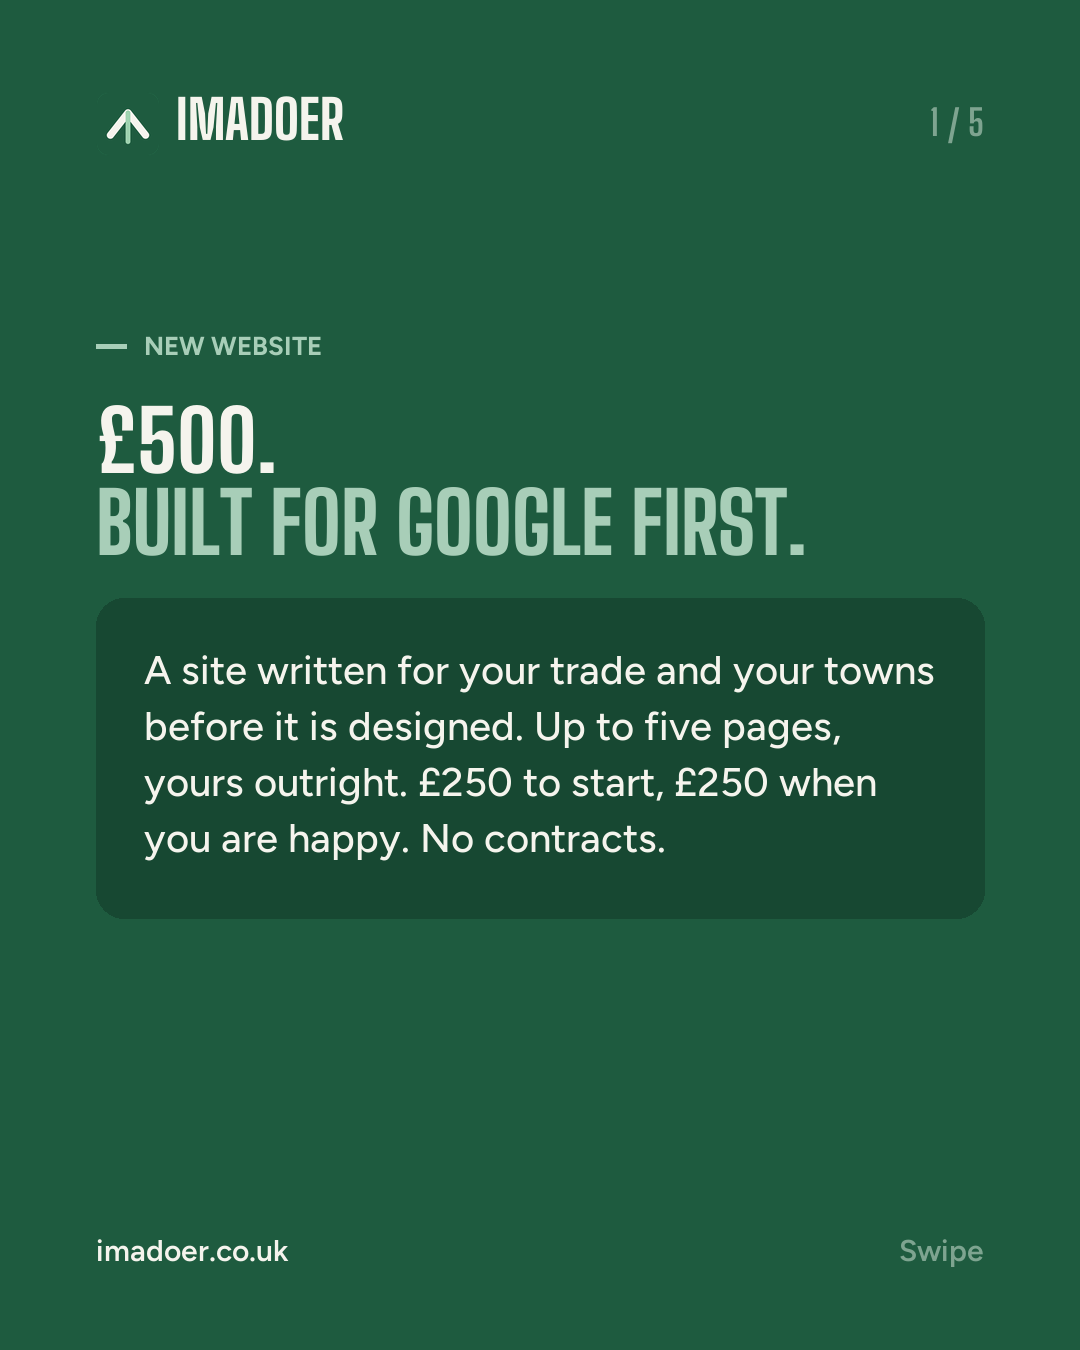 IMADOER
1 / 5
NEW WEBSITE
£500.
BUILT FOR GOOGLE FIRST.
A site written for your trade and your towns
before it is designed. Up to five pages,
yours outright. £250 to start, £250 when
you are happy. No contracts.
imadoer.co.uk
Swipe